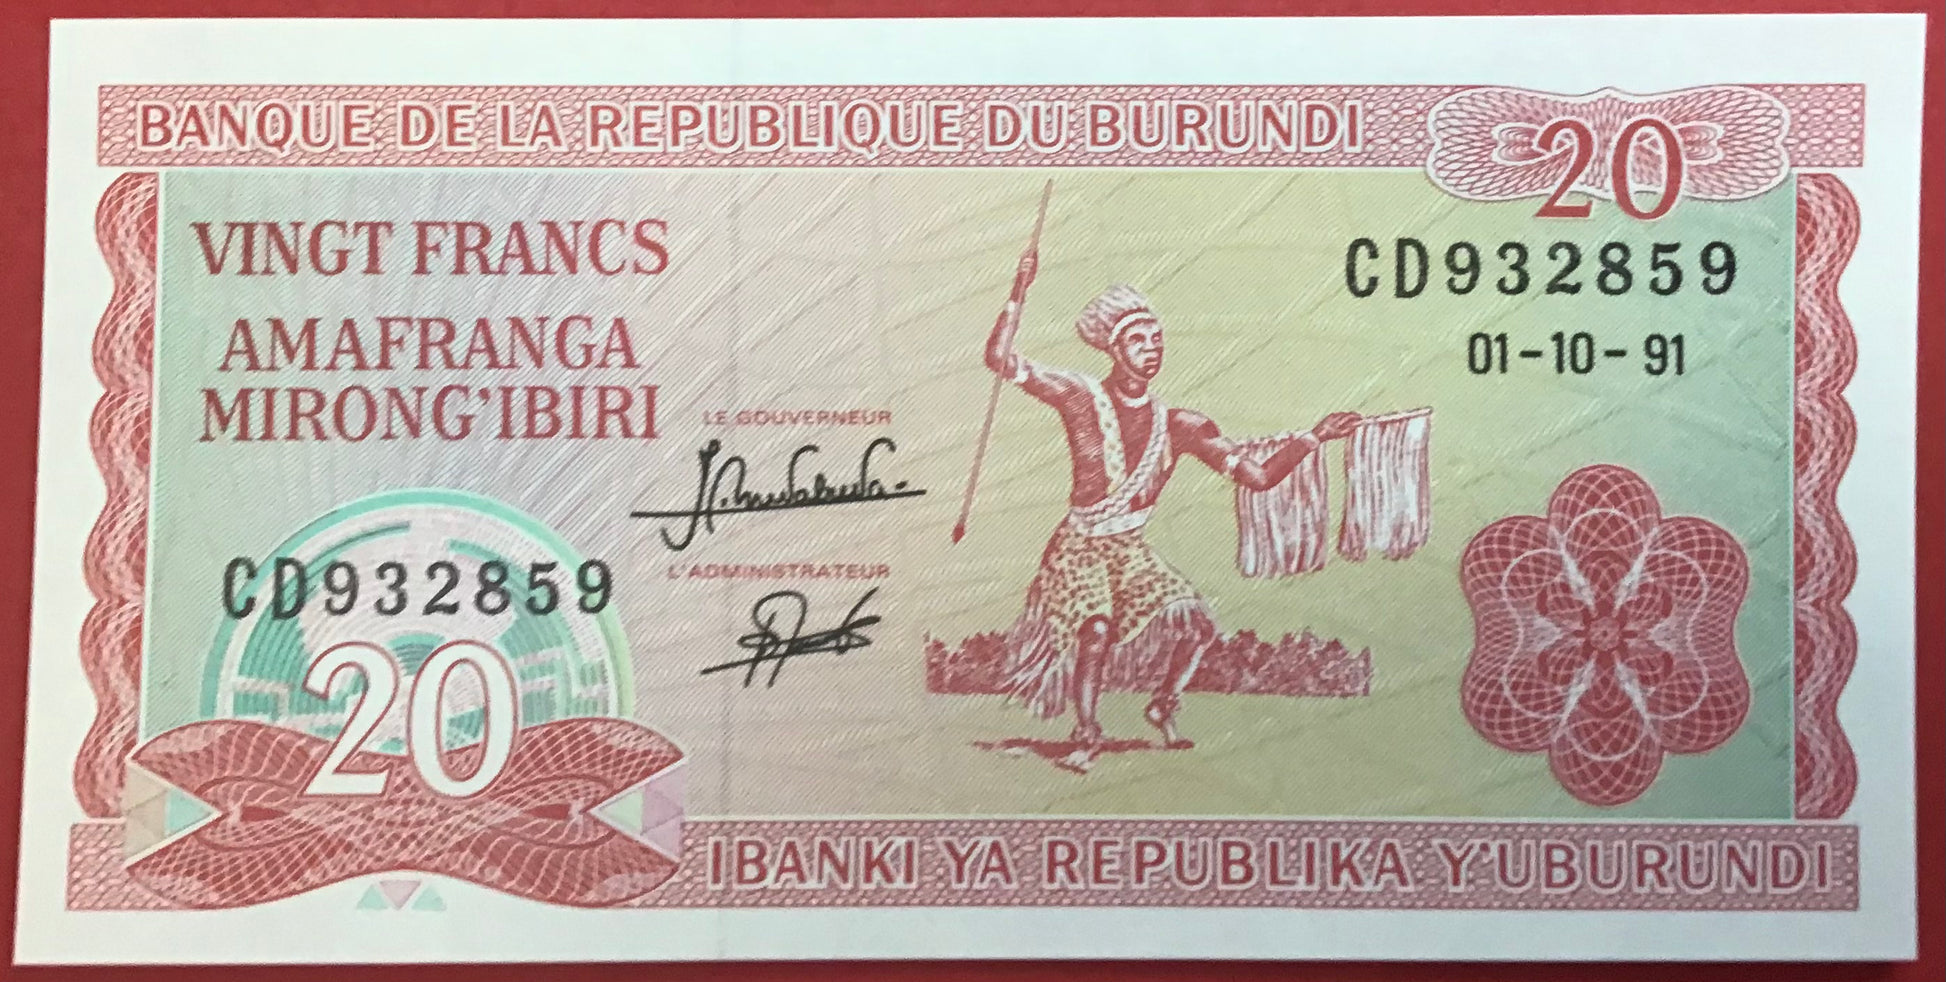 BANQUE DE LA REPUBLIQUE DU BURUNDI
20
VINGT FRANCS
CD932859
AMAFRANGA
MIRONG'IBIRI
01-10-91
LE GOUVERNEUR
L'ADMINISTRATEUR
CD932859
20
IBANKI YA REPUBLIKA Y'UBURUNDI